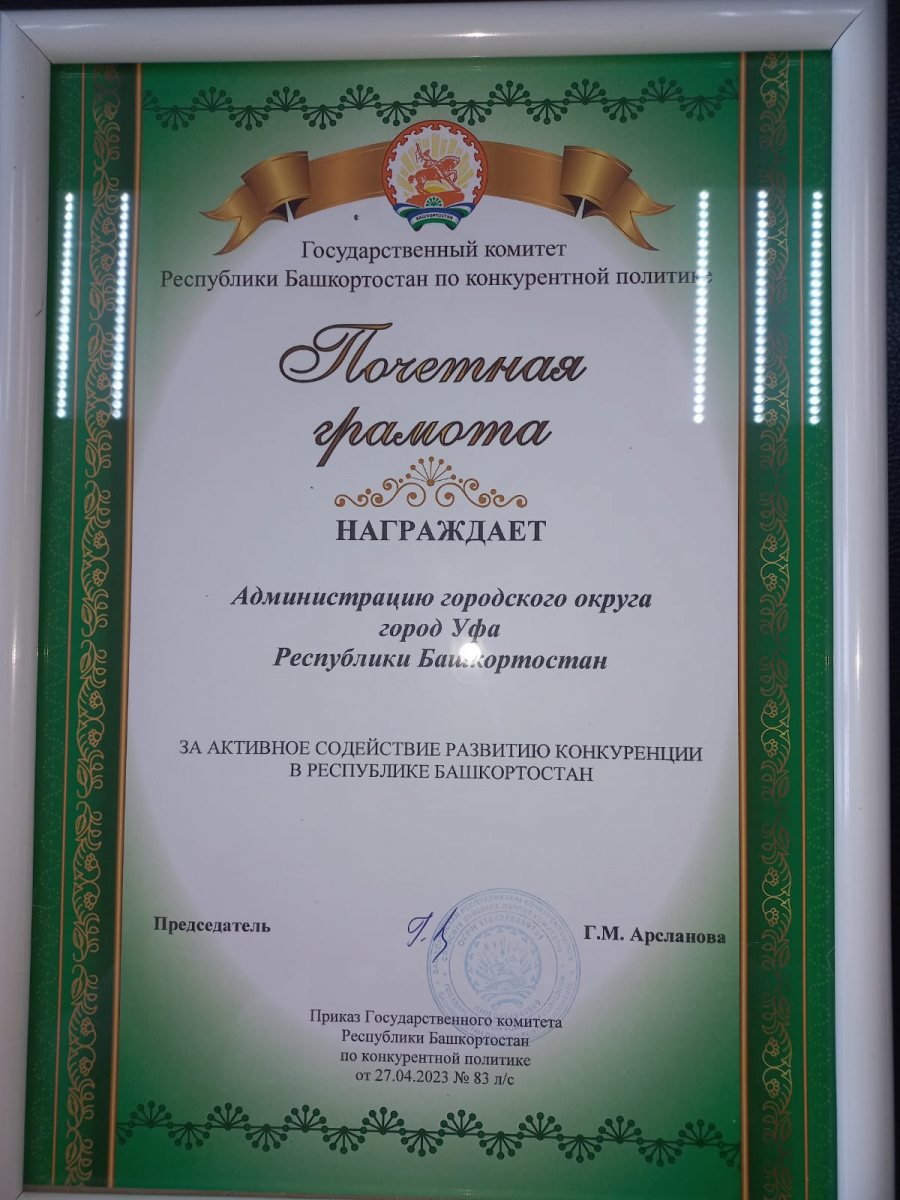 БАШКОРТОСТАН
Государственный комитет
Республики Башкортостан по конкурентной политике
Почетная
грамота
НАГРАЖДАЕТ
Администрацию городского округа
город Уфа
Республики Башкортостан
ЗА АКТИВНОЕ СОДЕЙСТВИЕ РАЗВИТИЮ КОНКУРЕНЦИИ
В РЕСПУБЛИКЕ БАШКОРТОСТАН
Председатель
Г.М. Арсланова
Приказ Государственного комитета
Республики Башкортостан
по конкурентной политике
от 27.04.2023 № 83 л/с